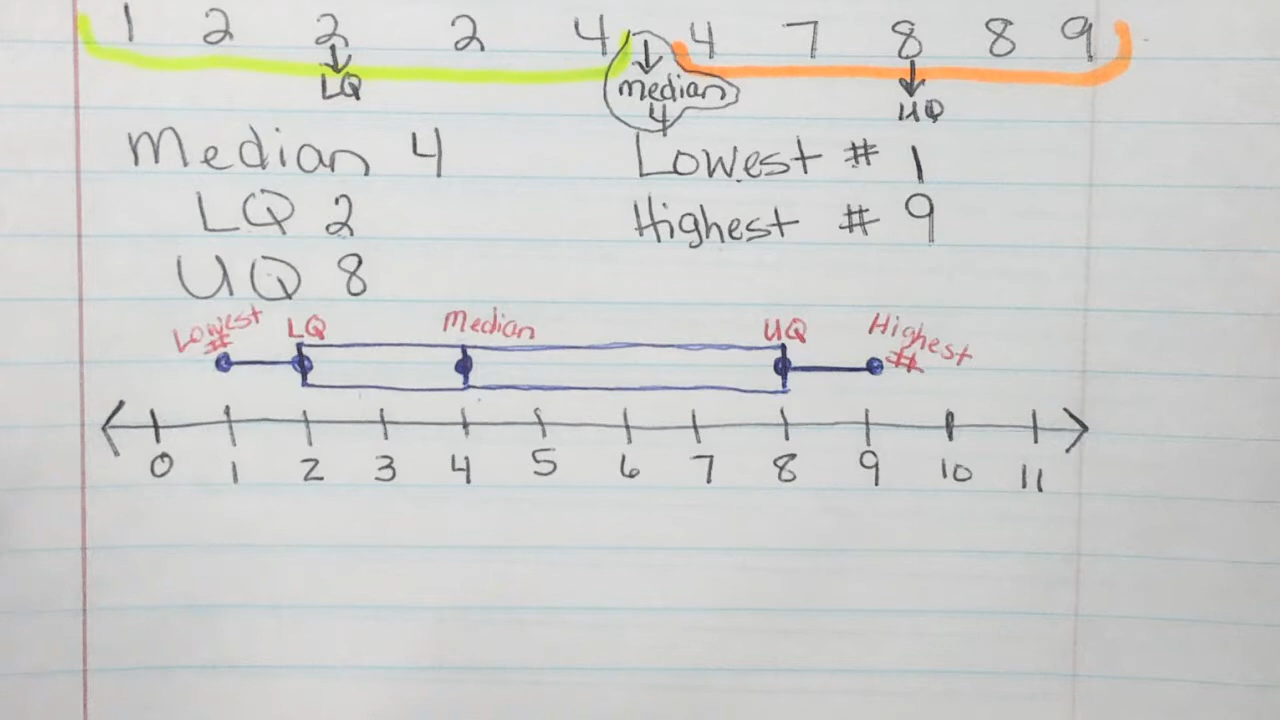 1 2 2 2 4 4 7 8 8 9
LQ median UQ
4
Median 4 Lowest # 1
LQ 2 Highest # 9
UQ 8
Lowest # LQ Median UQ Highest #
0 1 2 3 4 5 6 7 8 9 10 11